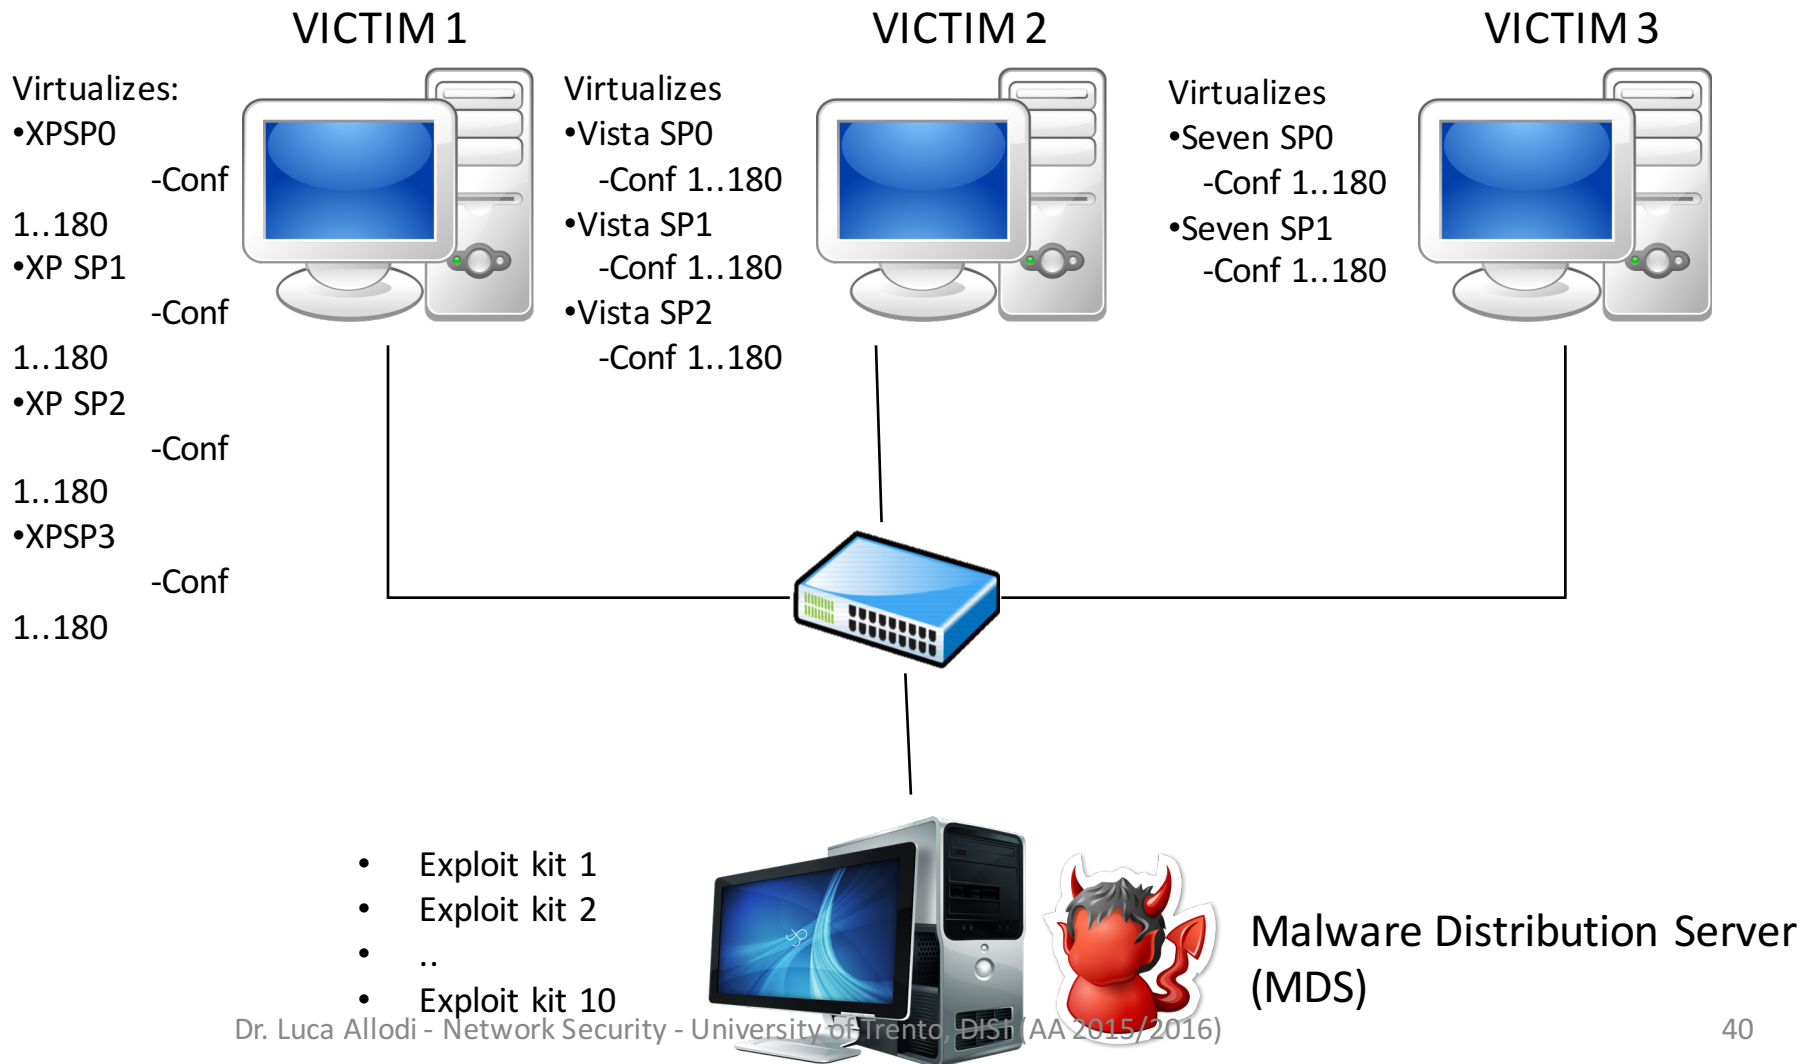 VICTIM 1
Virtualizes:
•XPSP0
-Conf
1..180
•XP SP1
-Conf
1..180
•XP SP2
-Conf
1..180
•XPSP3
-Conf
1..180
VICTIM 2
Virtualizes
•Vista SP0
-Conf 1..180
•Vista SP1
-Conf 1..180
•Vista SP2
-Conf 1..180
VICTIM 3
Virtualizes
•Seven SP0
-Conf 1..180
•Seven SP1
-Conf 1..180
• Exploit kit 1
• Exploit kit 2
• ..
• Exploit kit 10
Malware Distribution Server
(MDS)
Dr. Luca Allodi - Network Security - University of Trento, DISI (AA 2015/2016)
40